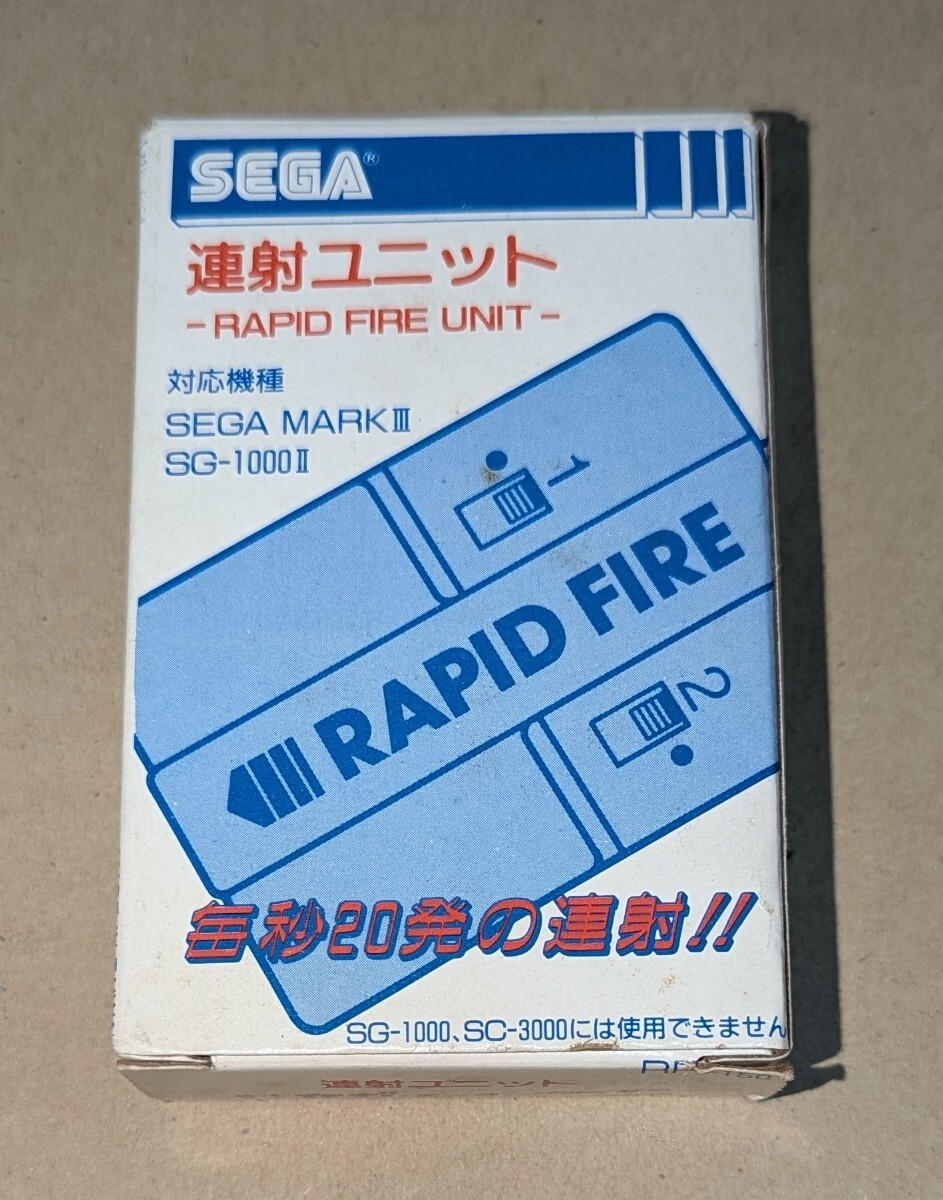 SEGA®
連射ユニット
-RAPID FIRE UNIT-
対応機種
SEGA MARKⅢ
SG-1000Ⅱ
1
RAPID FIRE
2
毎秒20発の連射!!
SG-1000、SC-3000には使用できません
連射ユニット